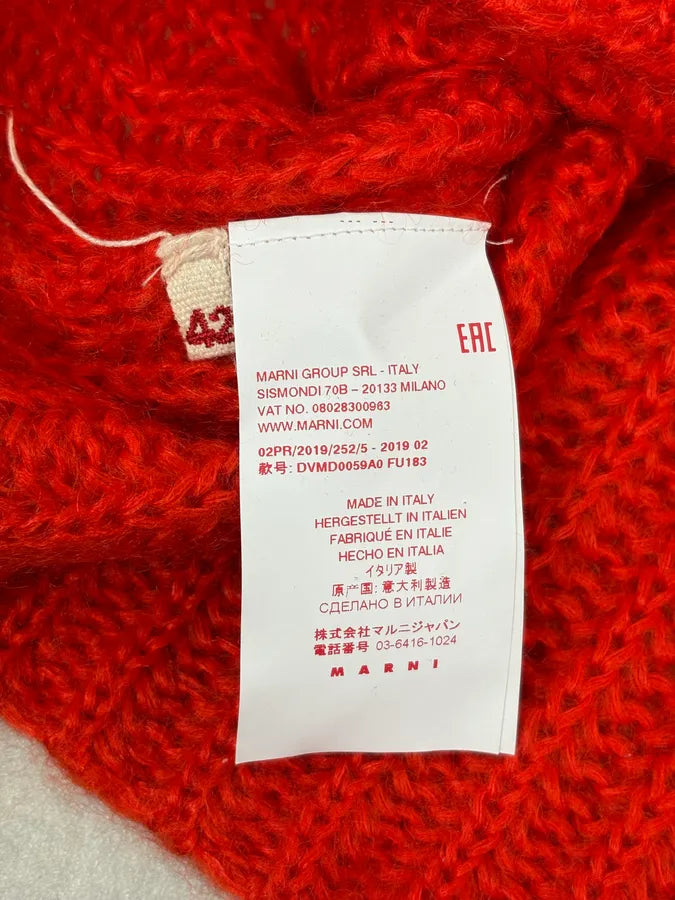 42
EAC
MARNI GROUP SRL - ITALY
SISMONDI 70B – 20133 MILANO
VAT NO. 08028300963
WWW.MARNI.COM
02PR/2019/252/5 - 2019 02
款号: DVMD0059A0 FU183
MADE IN ITALY
HERGESTELLT IN ITALIEN
FABRIQUÉ EN ITALIE
HECHO EN ITALIA
イタリア製
原产国: 意大利製造
СДЕЛАНО В ИТАЛИИ
株式会社マルニジャパン
電話番号 03-6416-1024
MARNI